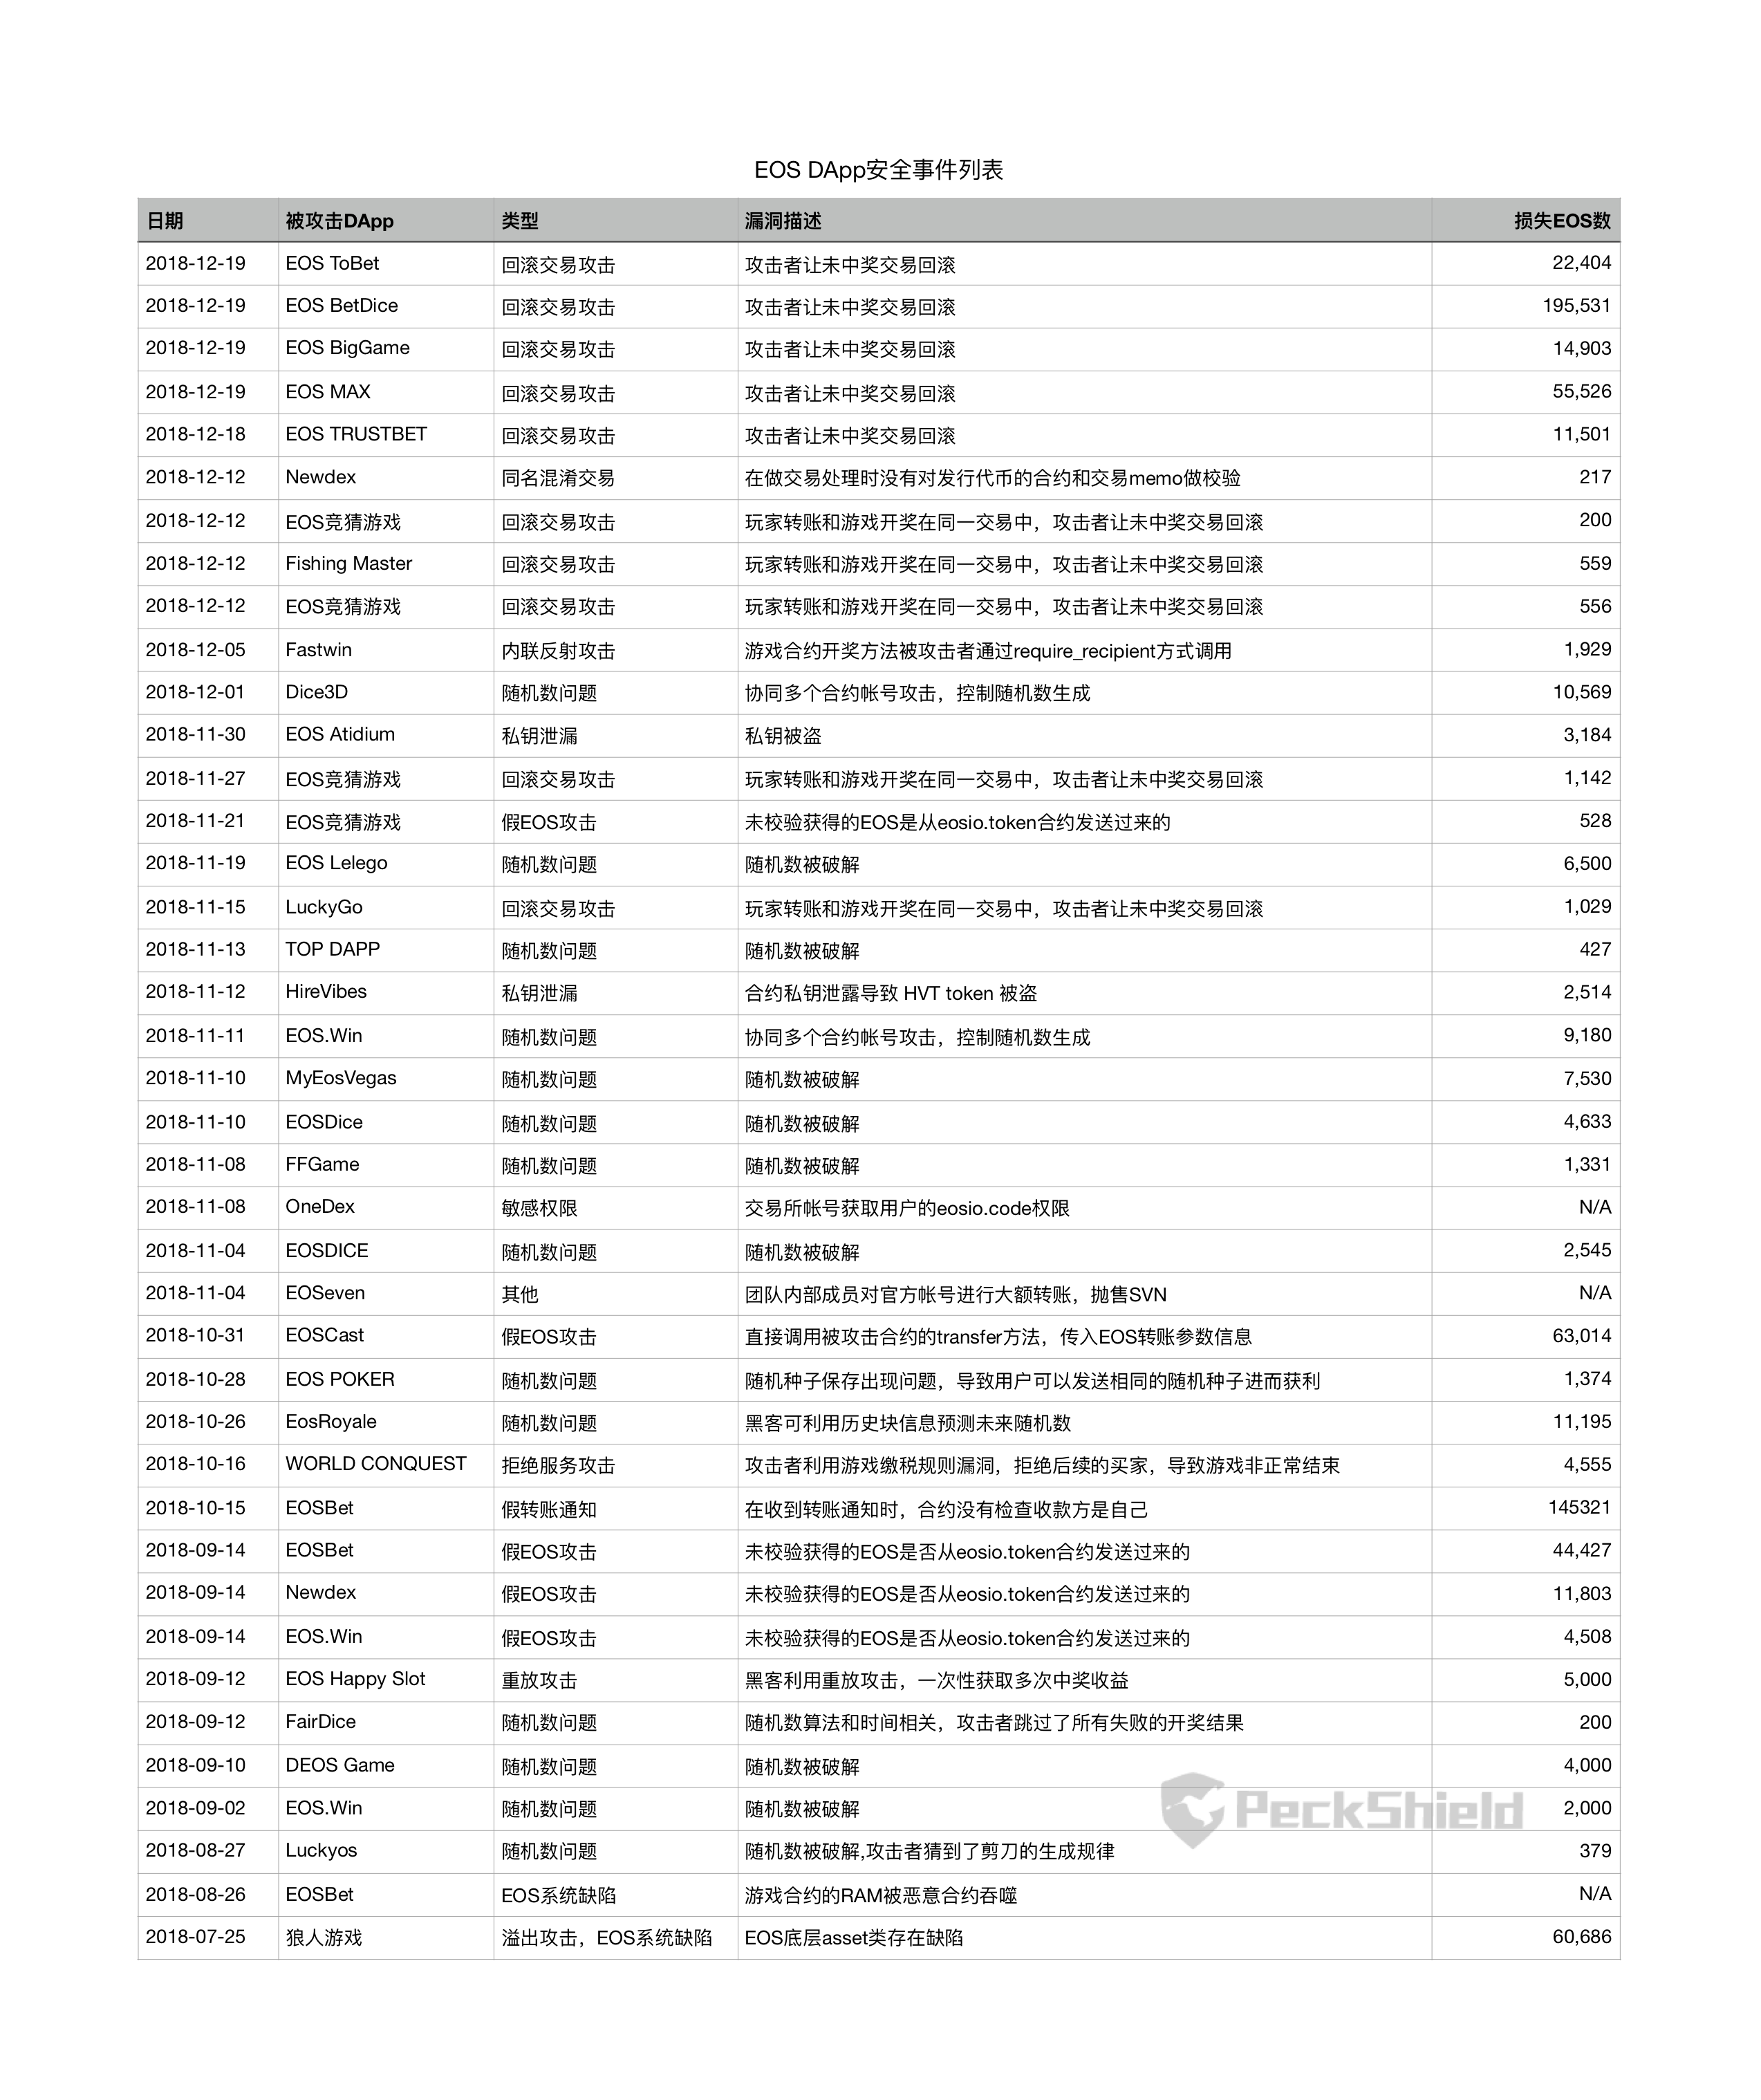 EOS DApp安全事件列表
日期 被攻击DApp 类型 漏洞描述 损失EOS数
2018-12-19 EOS ToBet 回滚交易攻击 攻击者让未中奖交易回滚 22,404
2018-12-19 EOS BetDice 回滚交易攻击 攻击者让未中奖交易回滚 195,531
2018-12-19 EOS BigGame 回滚交易攻击 攻击者让未中奖交易回滚 14,903
2018-12-19 EOS MAX 回滚交易攻击 攻击者让未中奖交易回滚 55,526
2018-12-18 EOS TRUSTBET 回滚交易攻击 攻击者让未中奖交易回滚 11,501
2018-12-12 Newdex 同名混淆交易 在做交易处理时没有对发行代币的合约和交易memo做校验 217
2018-12-12 EOS竞猜游戏 回滚交易攻击 玩家转账和游戏开奖在同一交易中，攻击者让未中奖交易回滚 200
2018-12-12 Fishing Master 回滚交易攻击 玩家转账和游戏开奖在同一交易中，攻击者让未中奖交易回滚 559
2018-12-12 EOS竞猜游戏 回滚交易攻击 玩家转账和游戏开奖在同一交易中，攻击者让未中奖交易回滚 556
2018-12-05 Fastwin 内联反射攻击 游戏合约开奖方法被攻击者通过require_recipient方式调用 1,929
2018-12-01 Dice3D 随机数问题 协同多个合约帐号攻击，控制随机数生成 10,569
2018-11-30 EOS Atidium 私钥泄漏 私钥被盗 3,184
2018-11-27 EOS竞猜游戏 回滚交易攻击 玩家转账和游戏开奖在同一交易中，攻击者让未中奖交易回滚 1,142
2018-11-21 EOS竞猜游戏 假EOS攻击 未校验获得的EOS是从eosio.token合约发送过来的 528
2018-11-19 EOS Lelego 随机数问题 随机数被破解 6,500
2018-11-15 LuckyGo 回滚交易攻击 玩家转账和游戏开奖在同一交易中，攻击者让未中奖交易回滚 1,029
2018-11-13 TOP DAPP 随机数问题 随机数被破解 427
2018-11-12 HireVibes 私钥泄漏 合约私钥泄露导致 HVT token 被盗 2,514
2018-11-11 EOS.Win 随机数问题 协同多个合约帐号攻击，控制随机数生成 9,180
2018-11-10 MyEosVegas 随机数问题 随机数被破解 7,530
2018-11-10 EOSDice 随机数问题 随机数被破解 4,633
2018-11-08 FFGame 随机数问题 随机数被破解 1,331
2018-11-08 OneDex 敏感权限 交易所帐号获取用户的eosio.code权限 N/A
2018-11-04 EOSDICE 随机数问题 随机数被破解 2,545
2018-11-04 EOSeven 其他 团队内部成员对官方帐号进行大额转账，抛售SVN N/A
2018-10-31 EOSCast 假EOS攻击 直接调用被攻击合约的transfer方法，传入EOS转账参数信息 63,014
2018-10-28 EOS POKER 随机数问题 随机种子保存出现问题，导致用户可以发送相同的随机种子进而获利 1,374
2018-10-26 EosRoyale 随机数问题 黑客可利用历史块信息预测未来随机数 11,195
2018-10-16 WORLD CONQUEST 拒绝服务攻击 攻击者利用游戏缴税规则漏洞，拒绝后续的买家，导致游戏非正常结束 4,555
2018-10-15 EOSBet 假转账通知 在收到转账通知时，合约没有检查收款方是自己 145321
2018-09-14 EOSBet 假EOS攻击 未校验获得的EOS是否从eosio.token合约发送过来的 44,427
2018-09-14 Newdex 假EOS攻击 未校验获得的EOS是否从eosio.token合约发送过来的 11,803
2018-09-14 EOS.Win 假EOS攻击 未校验获得的EOS是否从eosio.token合约发送过来的 4,508
2018-09-12 EOS Happy Slot 重放攻击 黑客利用重放攻击，一次性获取多次中奖收益 5,000
2018-09-12 FairDice 随机数问题 随机数算法和时间相关，攻击者跳过了所有失败的开奖结果 200
2018-09-10 DEOS Game 随机数问题 随机数被破解 4,000
2018-09-02 EOS.Win 随机数问题 随机数被破解 2,000
PeckShield
2018-08-27 Luckyos 随机数问题 随机数被破解,攻击者猜到了剪刀的生成规律 379
2018-08-26 EOSBet EOS系统缺陷 游戏合约的RAM被恶意合约吞噬 N/A
2018-07-25 狼人游戏 溢出攻击，EOS系统缺陷 EOS底层asset类存在缺陷 60,686